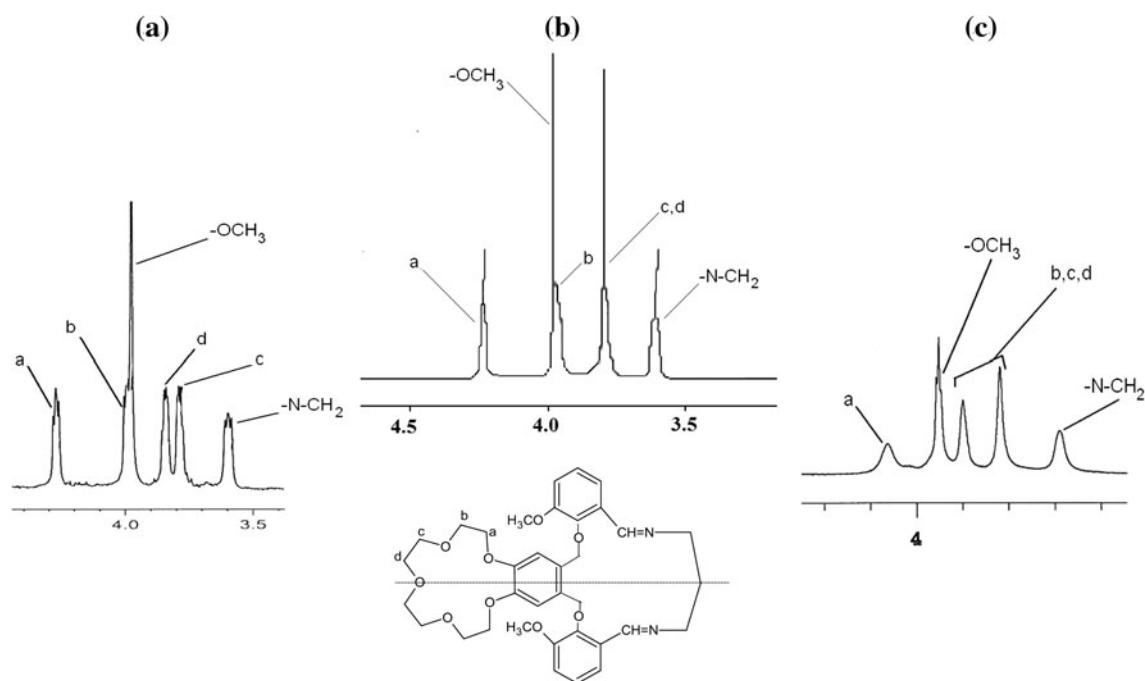 (a)
-OCH3
b
a
d
c
-N-CH2
4.0
3.5
(b)
-OCH3
c,d
a
b
-N-CH2
4.5
4.0
3.5
(c)
-OCH3
b,c,d
a
-N-CH2
4
H3CO
CH=N
b
c
a
O
O
d
O
O
O
O
O
O
H3CO
CH=N